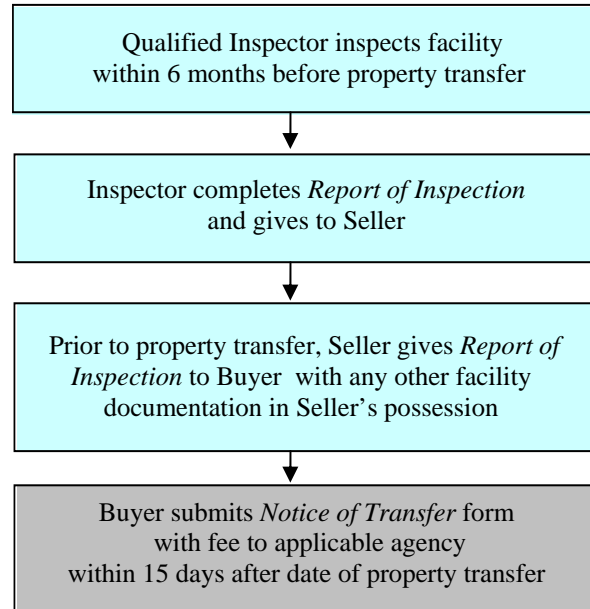 Qualified Inspector inspects facility
within 6 months before property transfer
Inspector completes Report of Inspection
and gives to Seller
Prior to property transfer, Seller gives Report of
Inspection to Buyer with any other facility
documentation in Seller's possession
Buyer submits Notice of Transfer form
with fee to applicable agency
within 15 days after date of property transfer